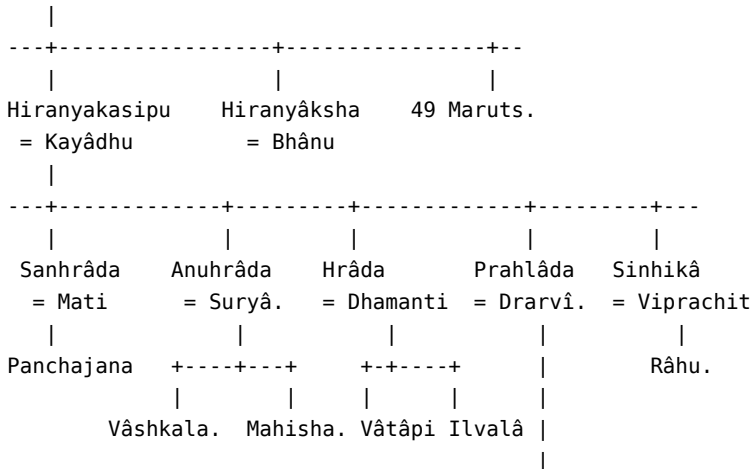 |
---+-----------------+----------------+--
| | |
Hiranyakasipu Hiranyâksha 49 Maruts.
= Kayâdhu = Bhânu
|
---+-------------+---------+-------------+---------+---
| | | | |
Sanhrâda Anuhrâda Hrâda Prahlâda Sinhikâ
= Mati = Suryâ. = Dhamanti = Drarvî. = Viprachit
| | | | |
Panchajana +----+---+ +-+----+ | Râhu.
| | | | |
Vâshkala. Mahisha. Vâtâpi Ilvalâ |
|